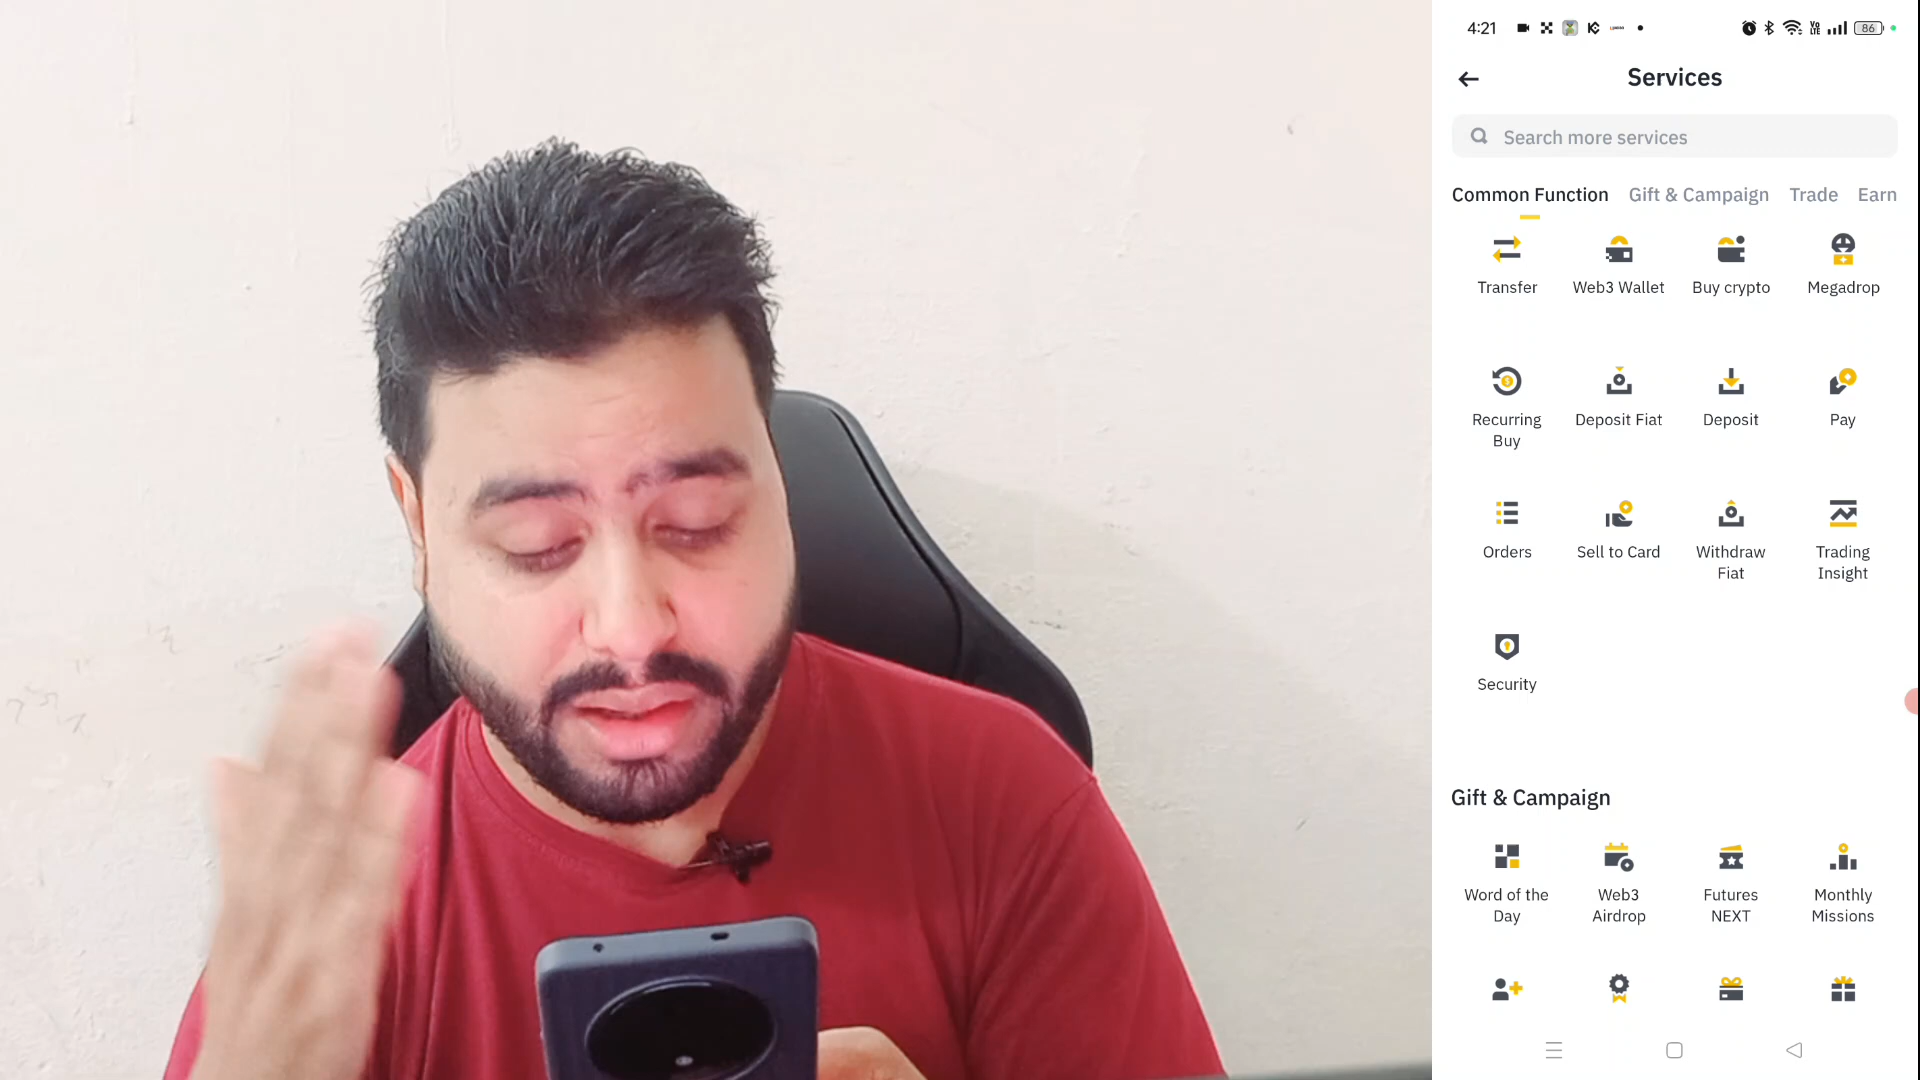 4:21
86
Services
Search more services
Common Function Gift & Campaign Trade Earn
Transfer Web3 Wallet Buy crypto Megadrop
Recurring Buy Deposit Fiat Deposit Pay
Orders Sell to Card Withdraw Fiat Trading Insight
Security
Gift & Campaign
Word of the Day Web3 Airdrop Futures NEXT Monthly Missions